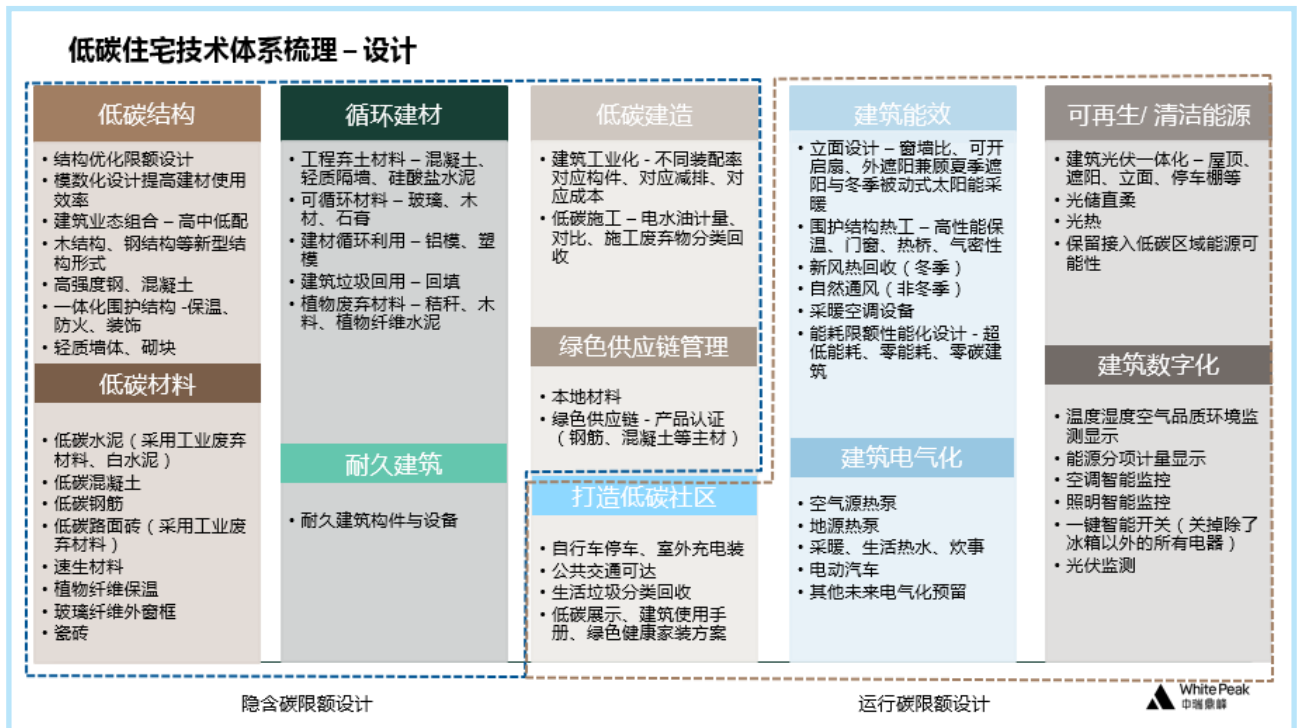 低碳住宅技术体系梳理 – 设计
低碳结构
• 结构优化限额设计
• 模数化设计提高建材使用
效率
• 建筑业态组合 – 高中低配
• 木结构、钢结构等新型结
构形式
• 高强度钢、混凝土
• 一体化围护结构 -保温、
防火、装饰
• 轻质墙体、砌块
低碳材料
• 低碳水泥（采用工业废弃
材料、白水泥）
• 低碳混凝土
• 低碳钢筋
• 低碳路面砖（采用工业废
弃材料）
• 速生材料
• 植物纤维保温
• 玻璃纤维外窗框
• 瓷砖
循环建材
• 工程弃土材料 – 混凝土、
轻质隔墙、硅酸盐水泥
• 可循环材料 – 玻璃、木
材、石膏
• 建材循环利用 – 铝模、塑
模
• 建筑垃圾回用 – 回填
• 植物废弃材料 – 秸秆、木
料、植物纤维水泥
耐久建筑
• 耐久建筑构件与设备
低碳建造
• 建筑工业化 - 不同装配率
对应构件、对应减排、对
应成本
• 低碳施工 – 电水油计量、
对比、施工废弃物分类回
收
绿色供应链管理
• 本地材料
• 绿色供应链 - 产品认证
（钢筋、混凝土等主材）
打造低碳社区
• 自行车停车、室外充电装
• 公共交通可达
• 生活垃圾分类回收
• 低碳展示、建筑使用手
册、绿色健康家装方案
建筑能效
• 立面设计 – 窗墙比、可开
启扇、外遮阳兼顾夏季遮
阳与冬季被动式太阳能采
暖
• 围护结构热工 – 高性能保
温、门窗、热桥、气密性
• 新风热回收（冬季）
• 自然通风（非冬季）
• 采暖空调设备
• 能耗限额性能化设计 - 超
低能耗、零能耗、零碳建
筑
建筑电气化
• 空气源热泵
• 地源热泵
• 采暖、生活热水、炊事
• 电动汽车
• 其他未来电气化预留
可再生/ 清洁能源
• 建筑光伏一体化 – 屋顶、
遮阳、立面、停车棚等
• 光储直柔
• 光热
• 保留接入低碳区域能源可
能性
建筑数字化
• 温度湿度空气品质环境监
测显示
• 能源分项计量显示
• 空调智能监控
• 照明智能监控
• 一键智能开关（关掉除了
冰箱以外的所有电器）
• 光伏监测
隐含碳限额设计
运行碳限额设计
White Peak
中瑞鼎峰